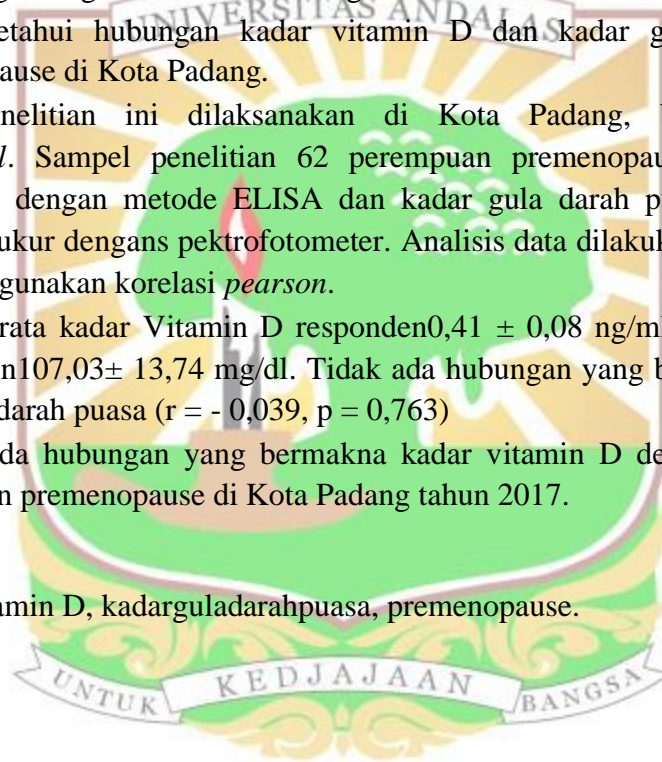 UNIVERSITAS ANDALAS
etahui hubungan kadar vitamin D dan kadar g
ause di Kota Padang.
nelitian ini dilaksanakan di Kota Padang,
l. Sampel penelitian 62 perempuan premenopau
dengan metode ELISA dan kadar gula darah p
ukur dengans pektrofotometer. Analisis data dilakuk
gunakan korelasi pearson.
rata kadar Vitamin D responden0,41 ± 0,08 ng/ml
n107,03± 13,74 mg/dl. Tidak ada hubungan yang b
darah puasa (r = - 0,039, p = 0,763)
da hubungan yang bermakna kadar vitamin D de
n premenopause di Kota Padang tahun 2017.
amin D, kadarguladarahpuasa, premenopause.
UNTUK KEDJAJAAN BANGSA